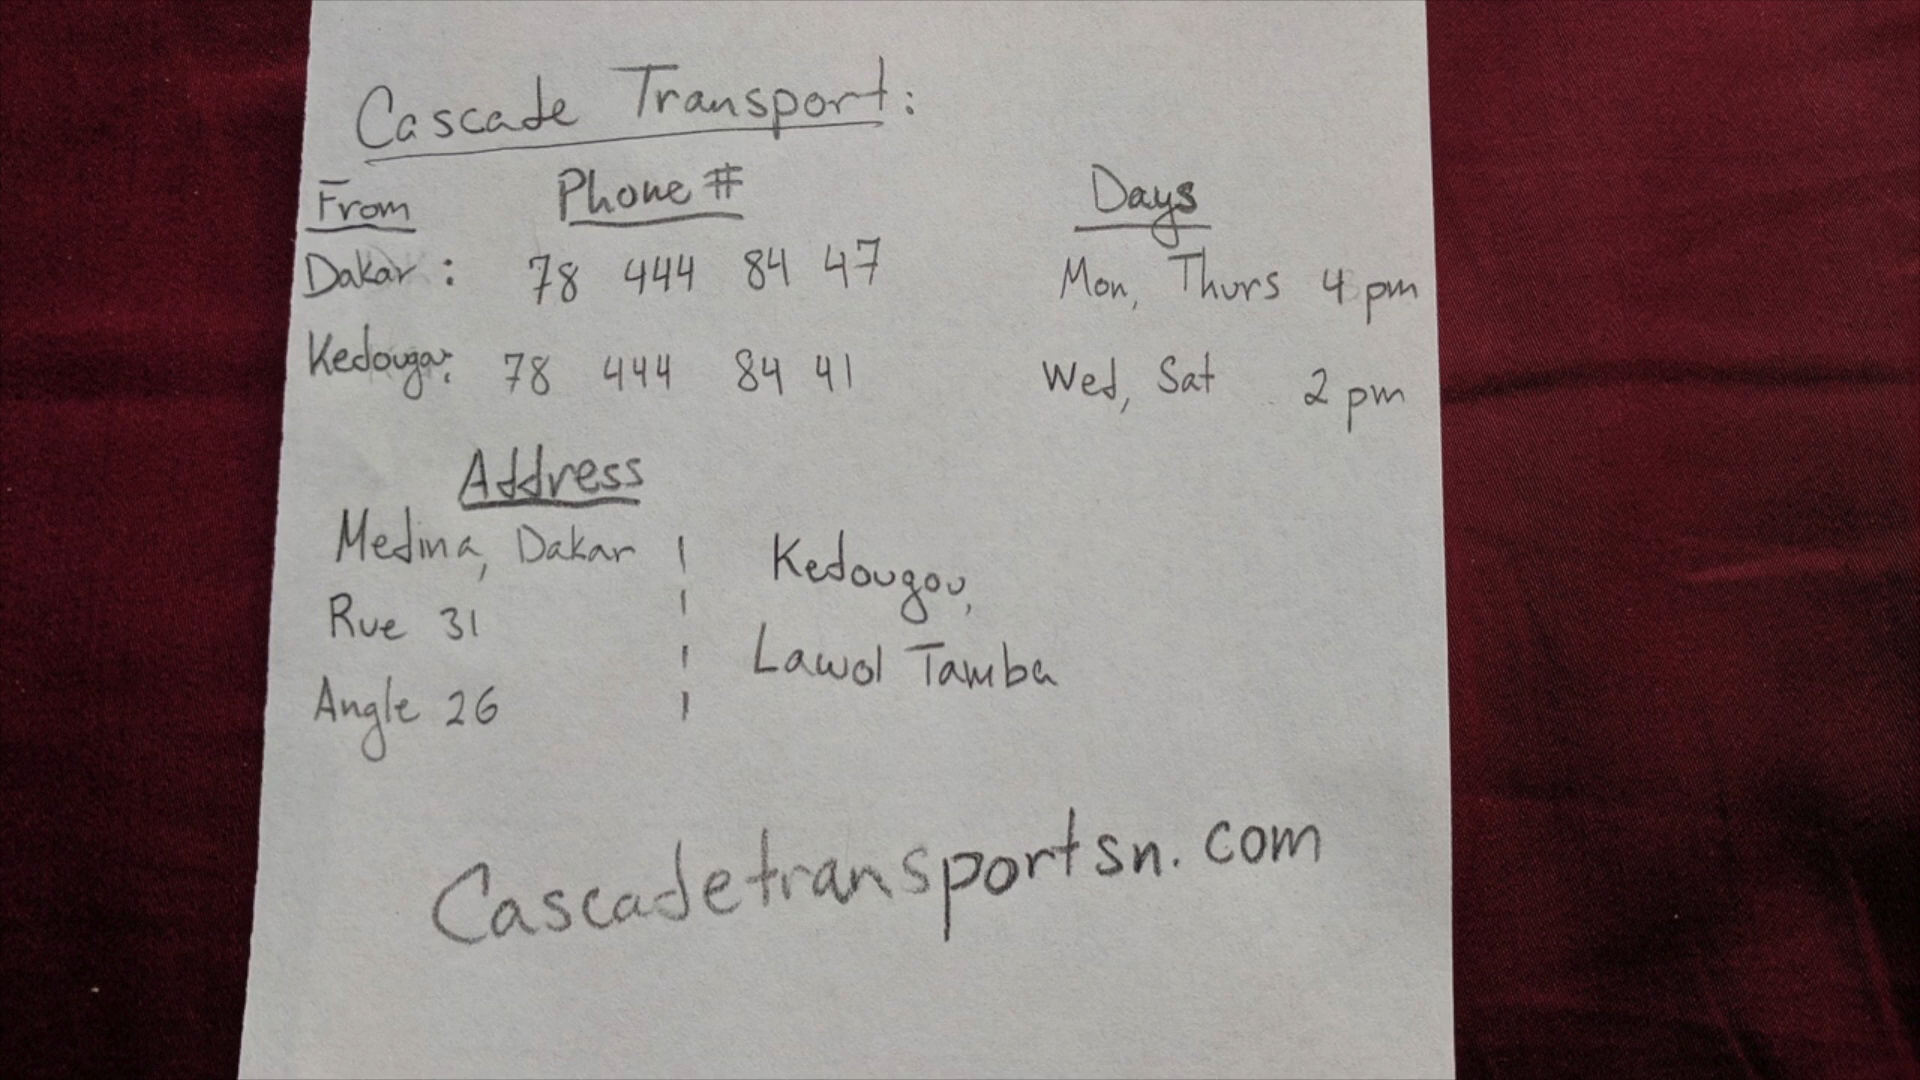 Cascade Transport:
From Phone # Days
Dakar : 78 444 84 47 Mon, Thurs 4 pm
Kedougou: 78 444 84 41 Wed, Sat 2 pm
Address
Medina, Dakar
Rue 31
Angle 26
Kedougou,
Lawol Tamba
Cascadetransportsn.com